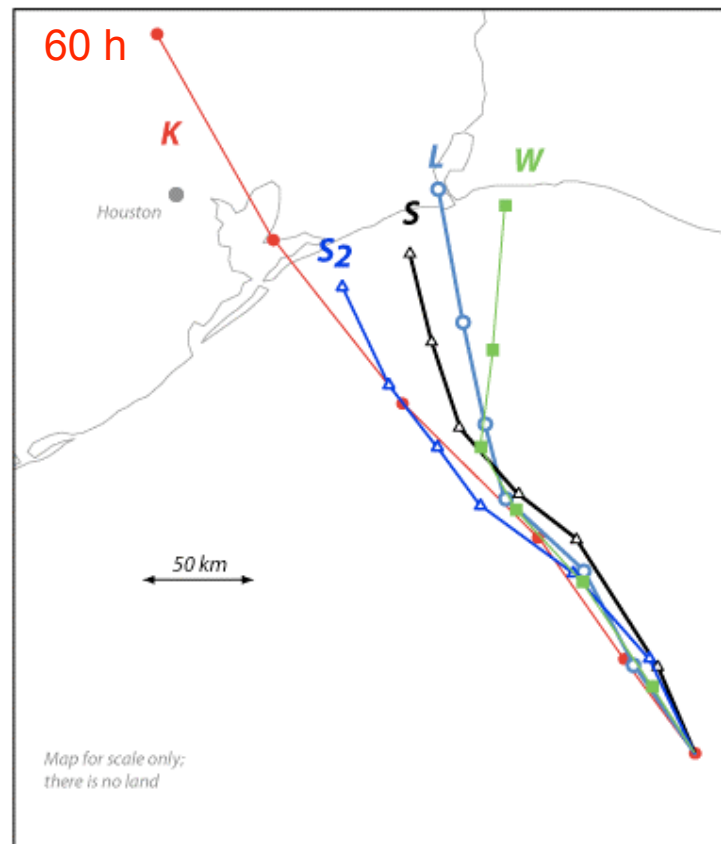 60 h
K
L
W
Houston
S
S2
50 km
Map for scale only;
there is no land